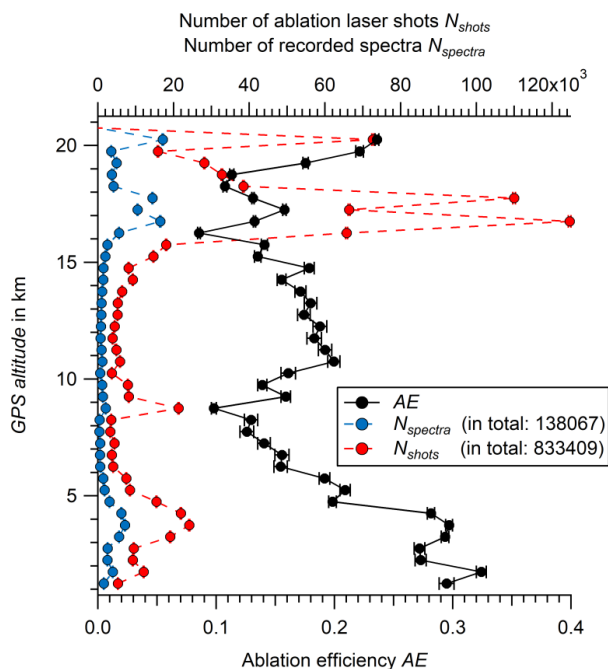 Number of ablation laser shots N_shots
Number of recorded spectra N_spectra
0 20 40 60 80 100 120x10³
20
15
10
5
GPS altitude in km
AE
N_spectra (in total: 138067)
N_shots (in total: 833409)
0.0 0.1 0.2 0.3 0.4
Ablation efficiency AE